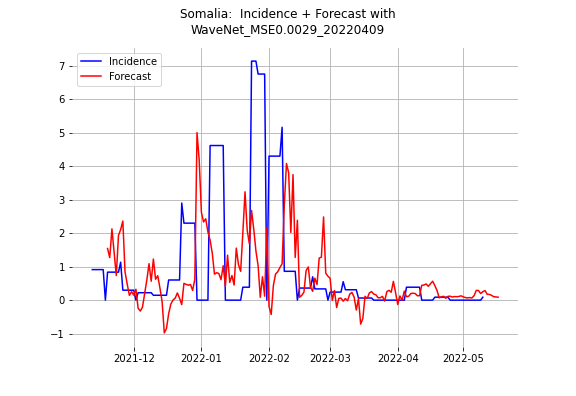 Somalia:  Incidence + Forecast with
WaveNet_MSE0.0029_20220409
Incidence
Forecast
7
6
5
4
3
2
1
0
−1
2021-12 2022-01 2022-02 2022-03 2022-04 2022-05